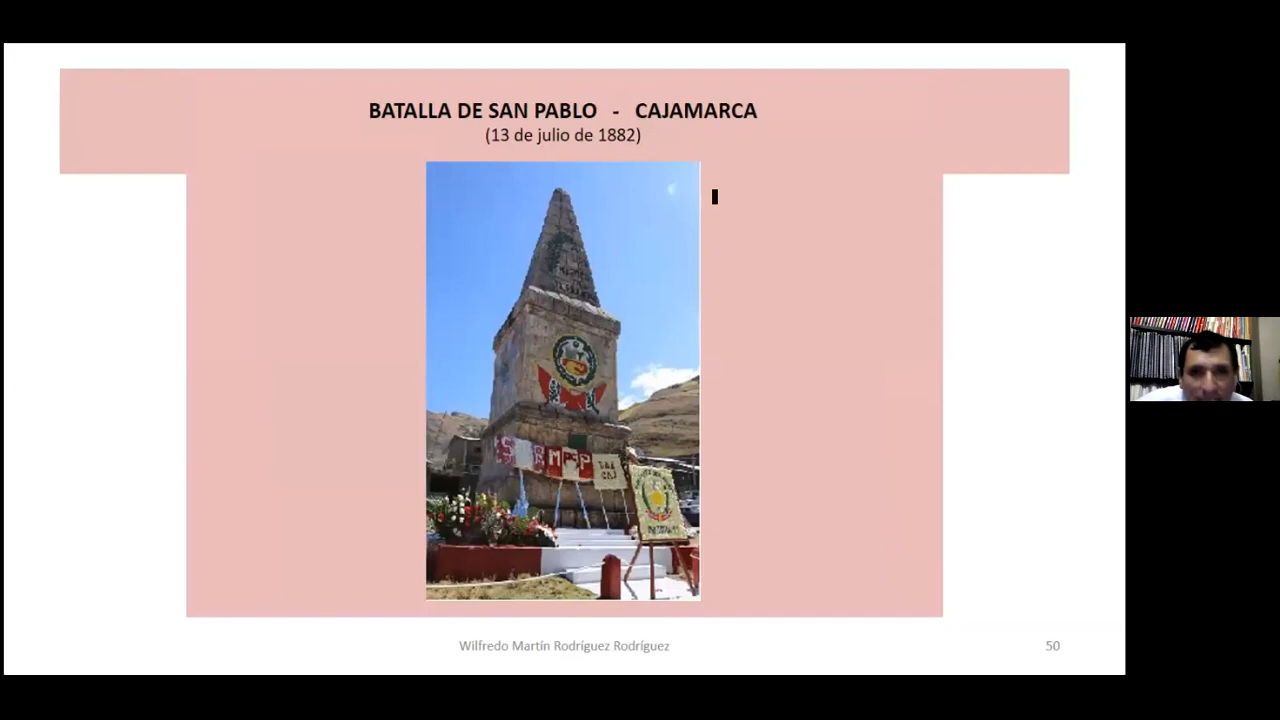 BATALLA DE SAN PABLO - CAJAMARCA
(13 de julio de 1882)
Wilfredo Martín Rodríguez Rodríguez
50